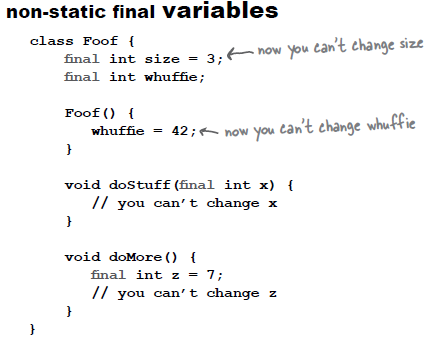 non-static final variables
class Foof {
final int size = 3; now you can't change size
final int whuffie;
Foof() {
whuffie = 42; now you can't change whuffie
}
void doStuff(final int x) {
// you can't change x
}
void doMore() {
final int z = 7;
// you can't change z
}
}